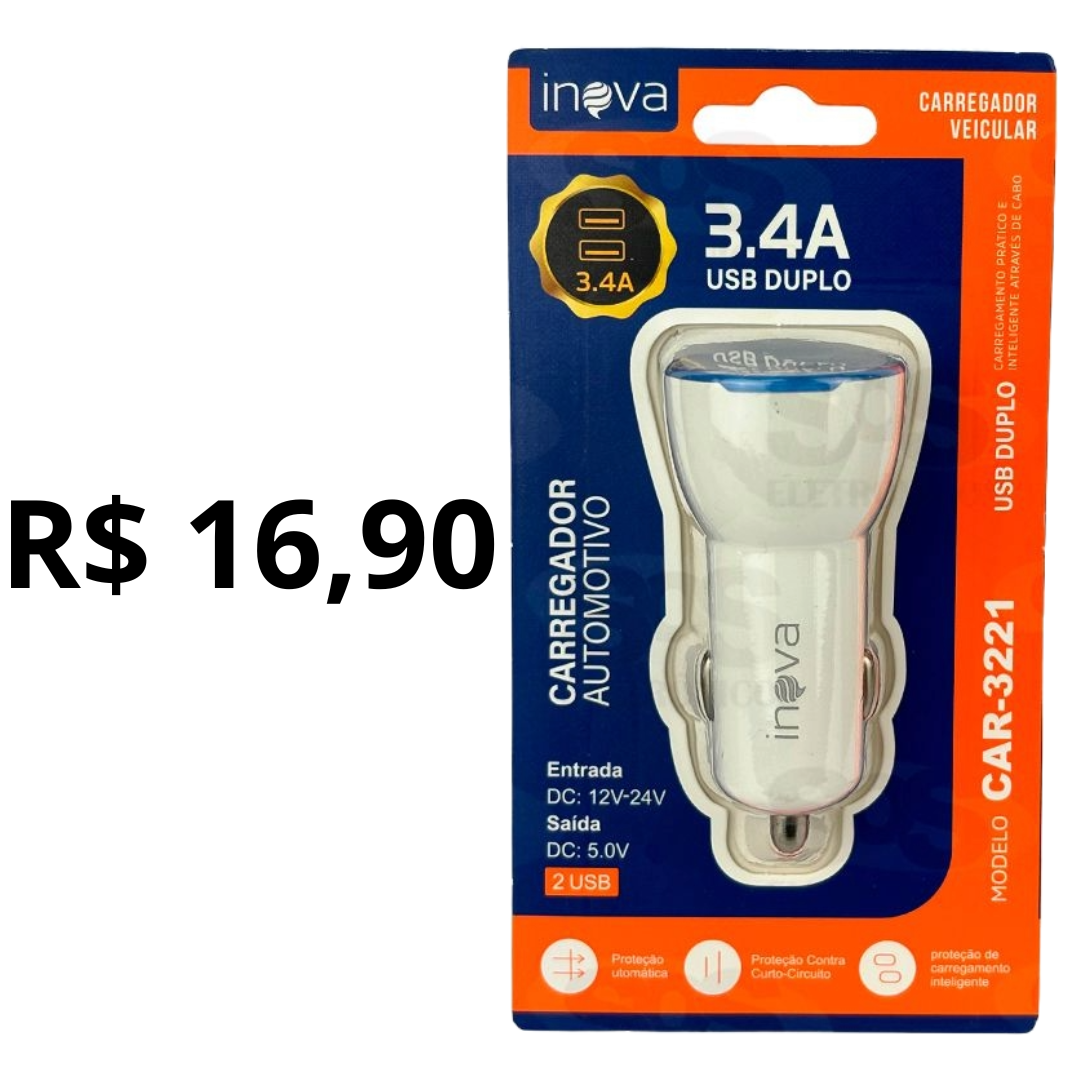 R$ 16,90
inova
CARREGADOR
VEICULAR
3.4A
3.4A
USB DUPLO
USB DUPLO
CARREGAMENTO PRÁTICO E
INTELIGENTE ATRAVÉS DE CABO
USB DUPLO
MODELO CAR-3221
CARREGADOR
AUTOMOTIVO
inova
Entrada
DC: 12V-24V
Saída
DC: 5.0V
2 USB
Proteção
utomática
Proteção Contra
Curto-Circuito
proteção de
carregamento
inteligente